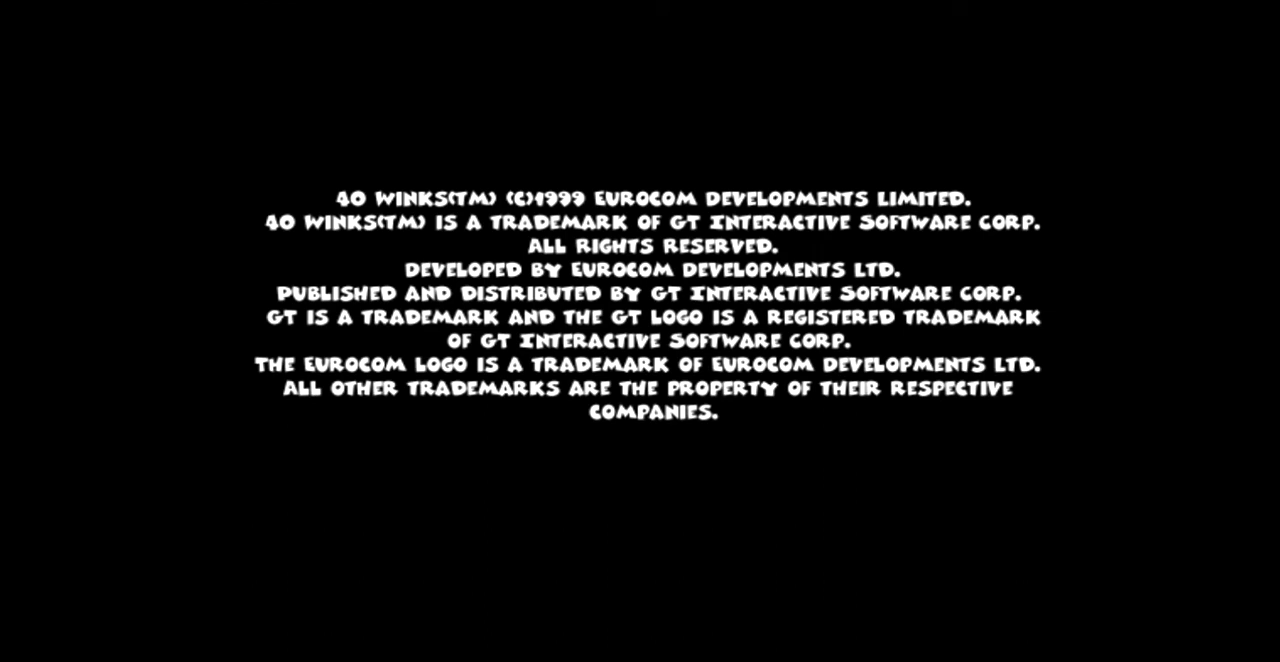 40 WINKS(TM) (C)1999 EUROCOM DEVELOPMENTS LIMITED.
40 WINKS(TM) IS A TRADEMARK OF GT INTERACTIVE SOFTWARE CORP.
ALL RIGHTS RESERVED.
DEVELOPED BY EUROCOM DEVELOPMENTS LTD.
PUBLISHED AND DISTRIBUTED BY GT INTERACTIVE SOFTWARE CORP.
GT IS A TRADEMARK AND THE GT LOGO IS A REGISTERED TRADEMARK
OF GT INTERACTIVE SOFTWARE CORP.
THE EUROCOM LOGO IS A TRADEMARK OF EUROCOM DEVELOPMENTS LTD.
ALL OTHER TRADEMARKS ARE THE PROPERTY OF THEIR RESPECTIVE
COMPANIES.